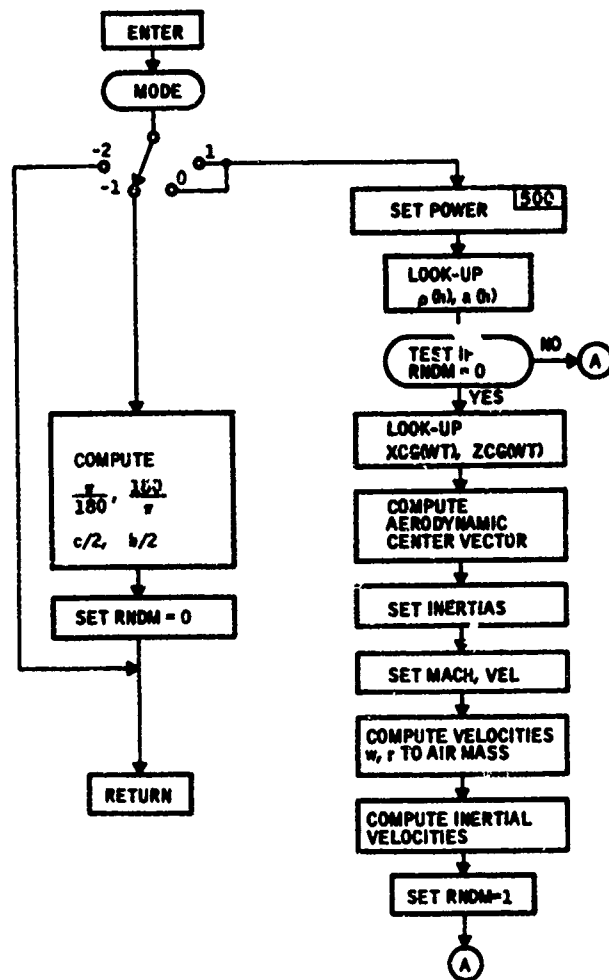 ENTER
MODE
-2
-1
0
1
COMPUTE
π/180, 180/π
c/2, b/2
SET RNDM = 0
RETURN
SET POWER
500
LOOK-UP
ρ(h), a(h)
TEST IF
RNDM = 0
NO
A
YES
LOOK-UP
XCG(WT), ZCG(WT)
COMPUTE
AERODYNAMIC
CENTER VECTOR
SET INERTIAS
SET MACH, VEL
COMPUTE VELOCITIES
w, r TO AIR MASS
COMPUTE INERTIAL
VELOCITIES
SET RNDM=1
A